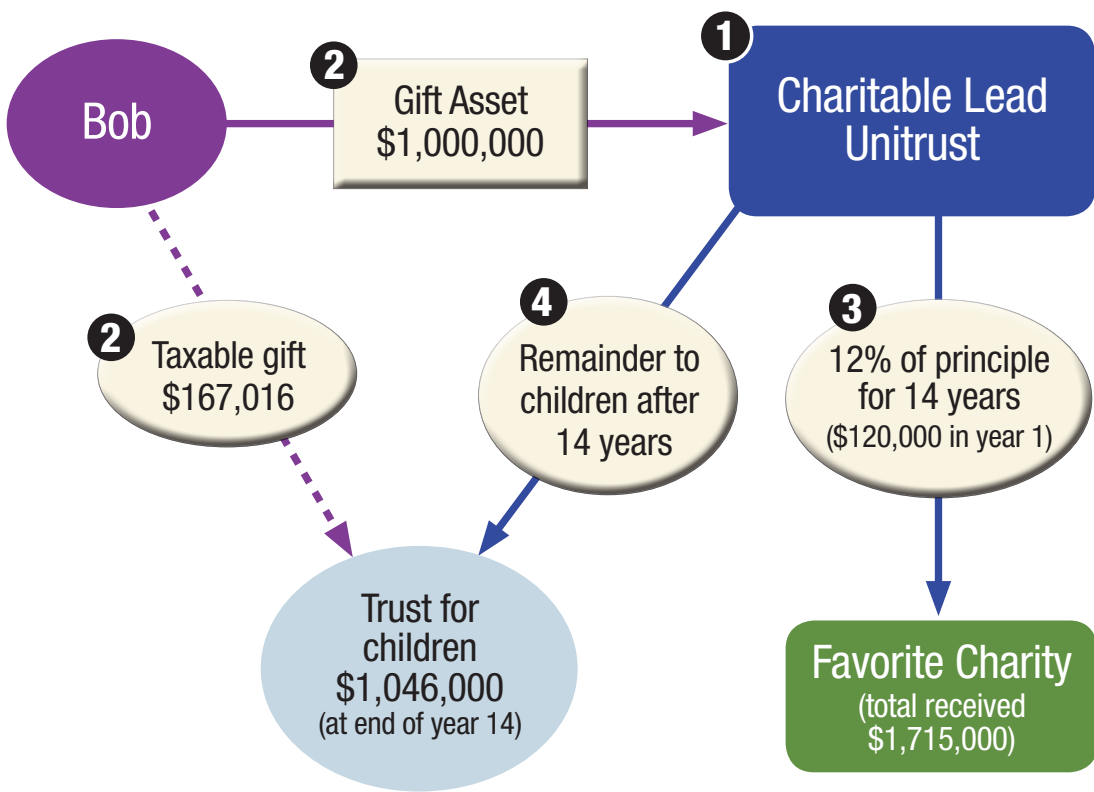 Bob
2
Gift Asset
$1,000,000
1
Charitable Lead
Unitrust
2
Taxable gift
$167,016
4
Remainder to
children after
14 years
3
12% of principle
for 14 years
($120,000 in year 1)
Trust for
children
$1,046,000
(at end of year 14)
Favorite Charity
(total received
$1,715,000)